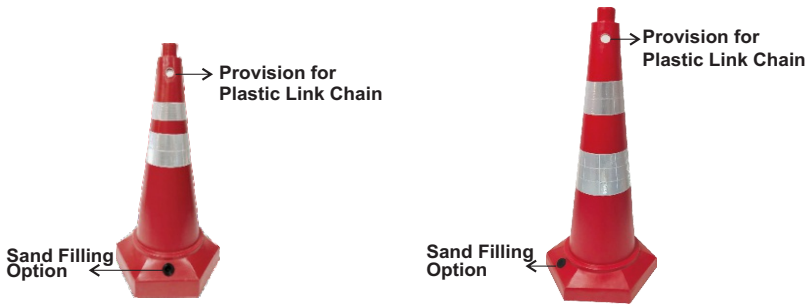 Provision for
Plastic Link Chain
Sand Filling
Option
Provision for
Plastic Link Chain
Sand Filling
Option